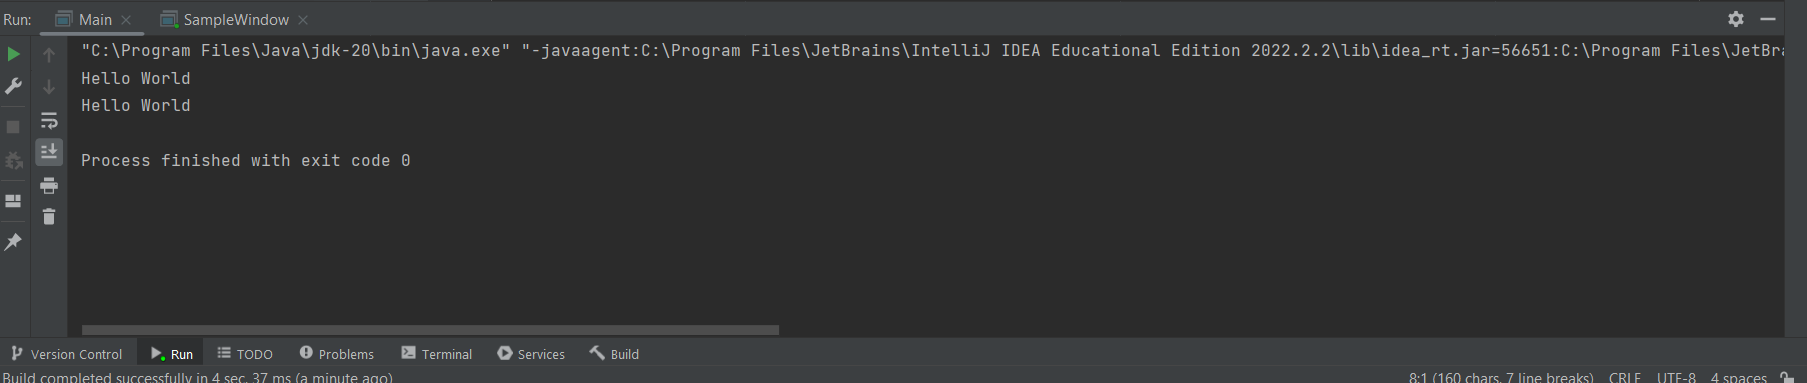 Run: Main SampleWindow
"C:\Program Files\Java\jdk-20\bin\java.exe" "-javaagent:C:\Program Files\JetBrains\IntelliJ IDEA Educational Edition 2022.2.2\lib\idea_rt.jar=56651:C:\Program Files\JetBra
Hello World
Hello World
Process finished with exit code 0
Version Control Run TODO Problems Terminal Services Build
Build completed successfully in 4 sec, 37 ms (a minute ago) 8:1 (160 chars, 7 line breaks) CRLF UTF-8 4 spaces